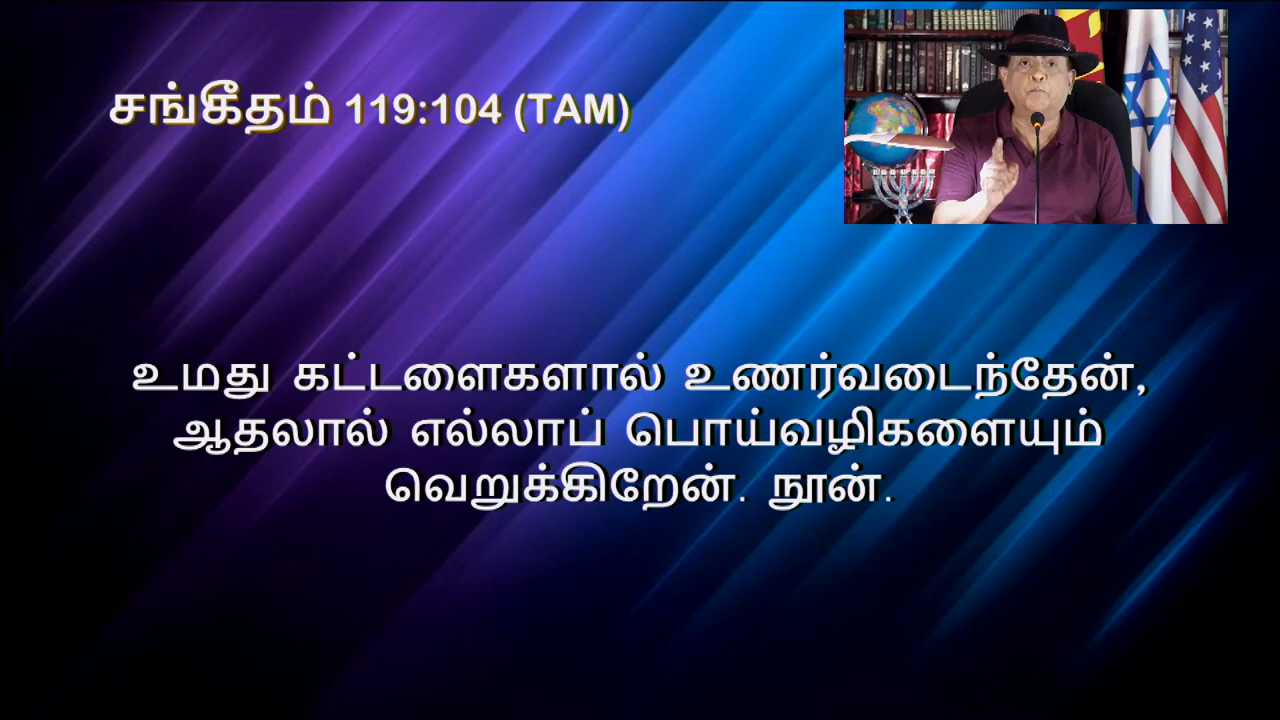 சங்கீதம் 119:104 (TAM)
உமது கட்டளைகளால் உணர்வடைந்தேன்,
ஆதலால் எல்லாப் பொய்வழிகளையும்
வெறுக்கிறேன். நூன்.